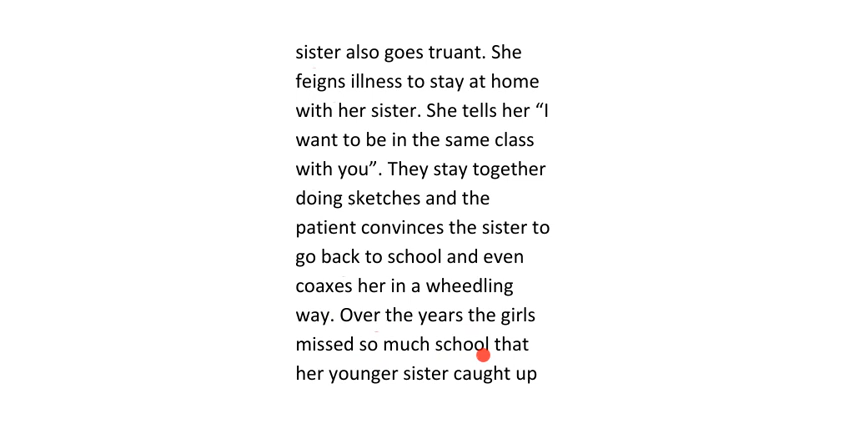 sister also goes truant. She
feigns illness to stay at home
with her sister. She tells her “I
want to be in the same class
with you”. They stay together
doing sketches and the
patient convinces the sister to
go back to school and even
coaxes her in a wheedling
way. Over the years the girls
missed so much school that
her younger sister caught up